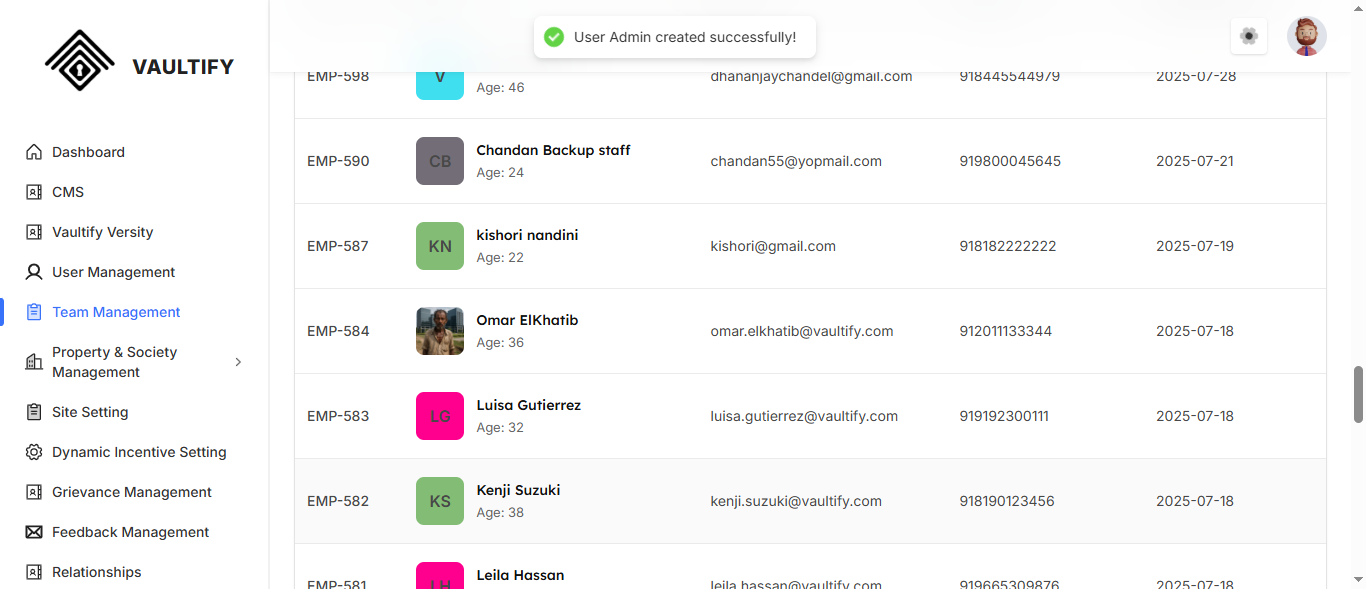 VAULTIFY
Dashboard
CMS
Vaultify Versity
User Management
Team Management
Property & Society
Management
Site Setting
Dynamic Incentive Setting
Grievance Management
Feedback Management
Relationships
User Admin created successfully!
EMP-598 V Age: 46 dhananjaychandel@gmail.com 918445544979 2025-07-28
EMP-590 CB Chandan Backup staff chandan55@yopmail.com 919800045645 2025-07-21
Age: 24
EMP-587 KN kishori nandini kishori@gmail.com 918182222222 2025-07-19
Age: 22
EMP-584 Omar ElKhatib omar.elkhatib@vaultify.com 912011133344 2025-07-18
Age: 36
EMP-583 LG Luisa Gutierrez luisa.gutierrez@vaultify.com 919192300111 2025-07-18
Age: 32
EMP-582 KS Kenji Suzuki kenji.suzuki@vaultify.com 918190123456 2025-07-18
Age: 38
EMP-581 LH Leila Hassan leila.hassan@vaultify.com 919665309876 2025-07-18